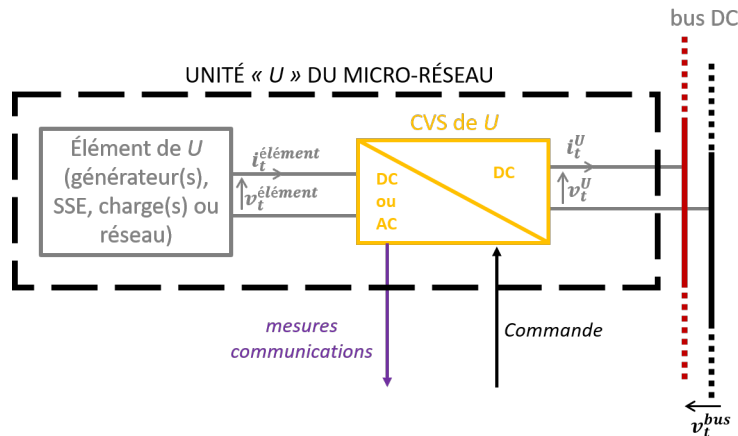 bus DC
UNITÉ « U » DU MICRO-RÉSEAU
CVS de U
Élément de U
(générateur(s),
SSE, charge(s) ou
réseau)
i_t^élément
v_t^élément
DC
ou
AC
DC
i_t^U
v_t^U
mesures
communications
Commande
v_t^bus